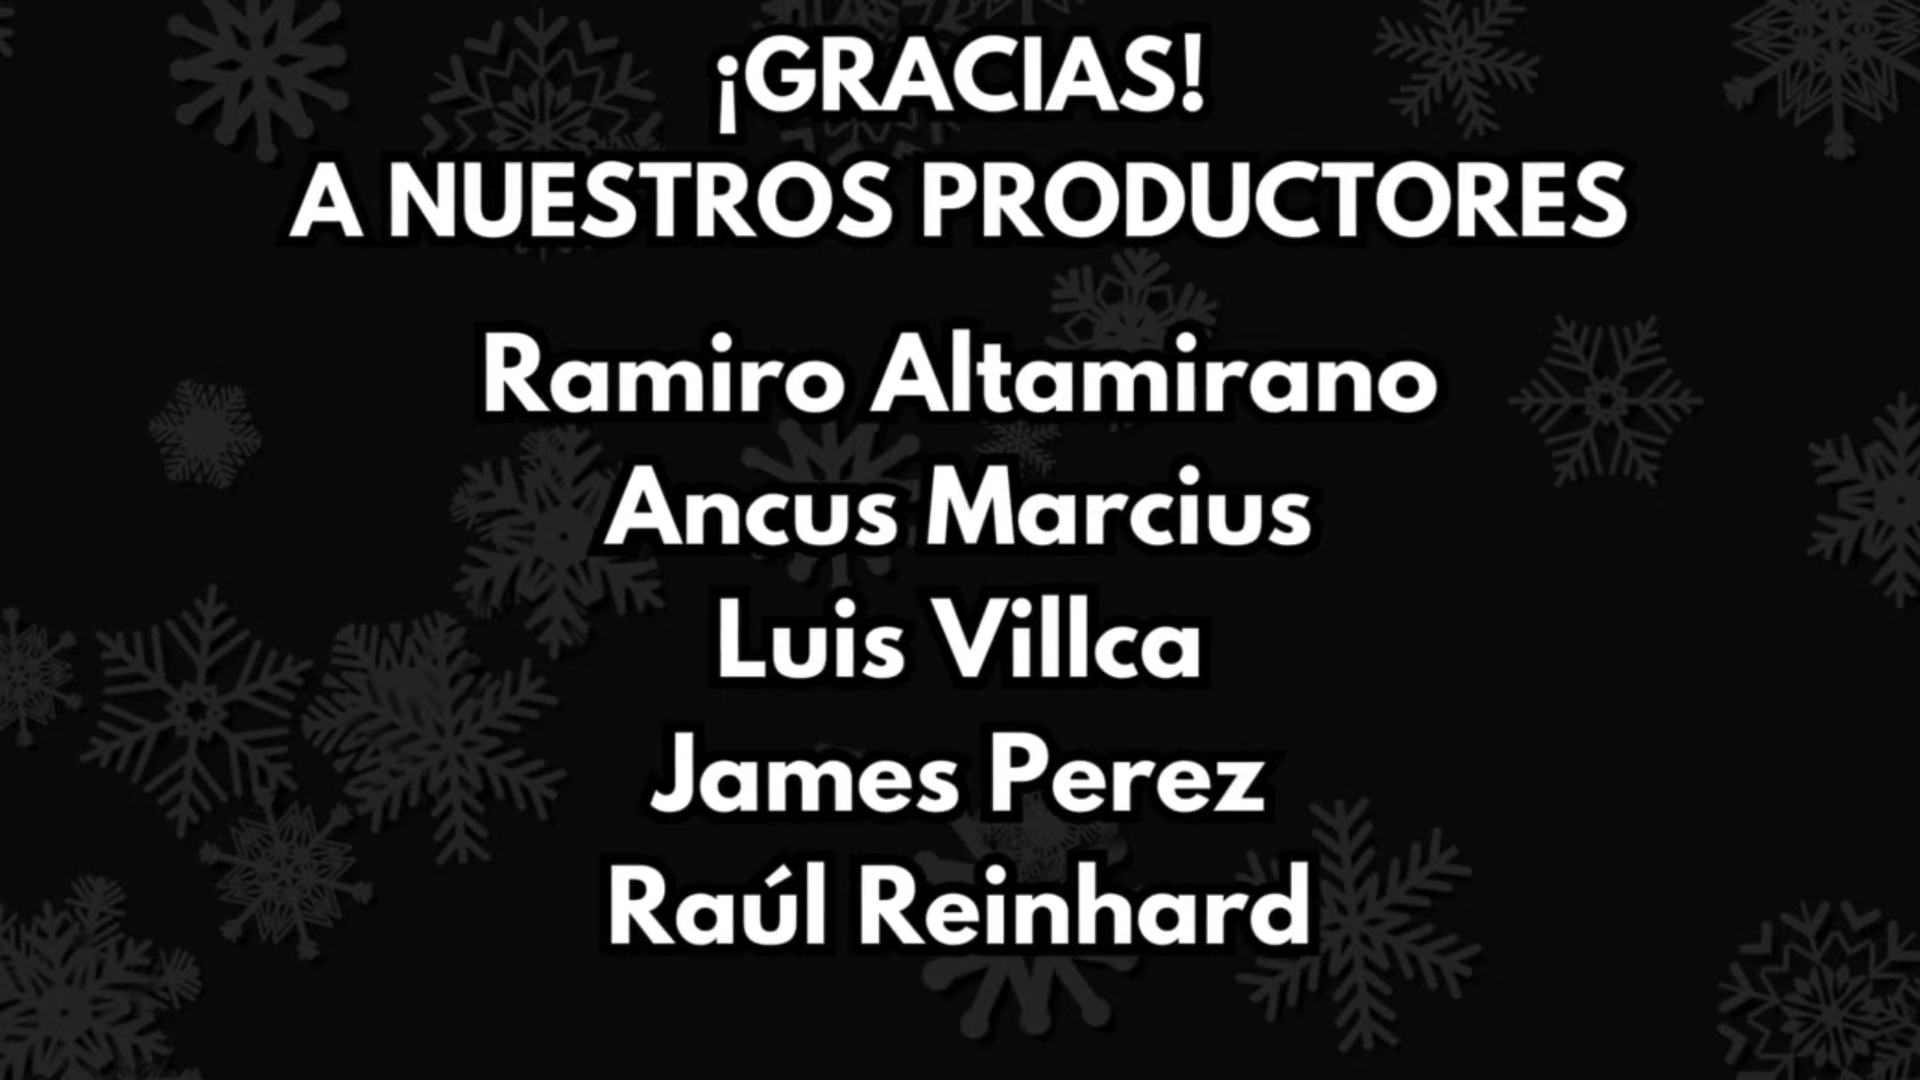 ¡GRACIAS!
A NUESTROS PRODUCTORES
Ramiro Altamirano
Ancus Marcius
Luis Villca
James Perez
Raúl Reinhard